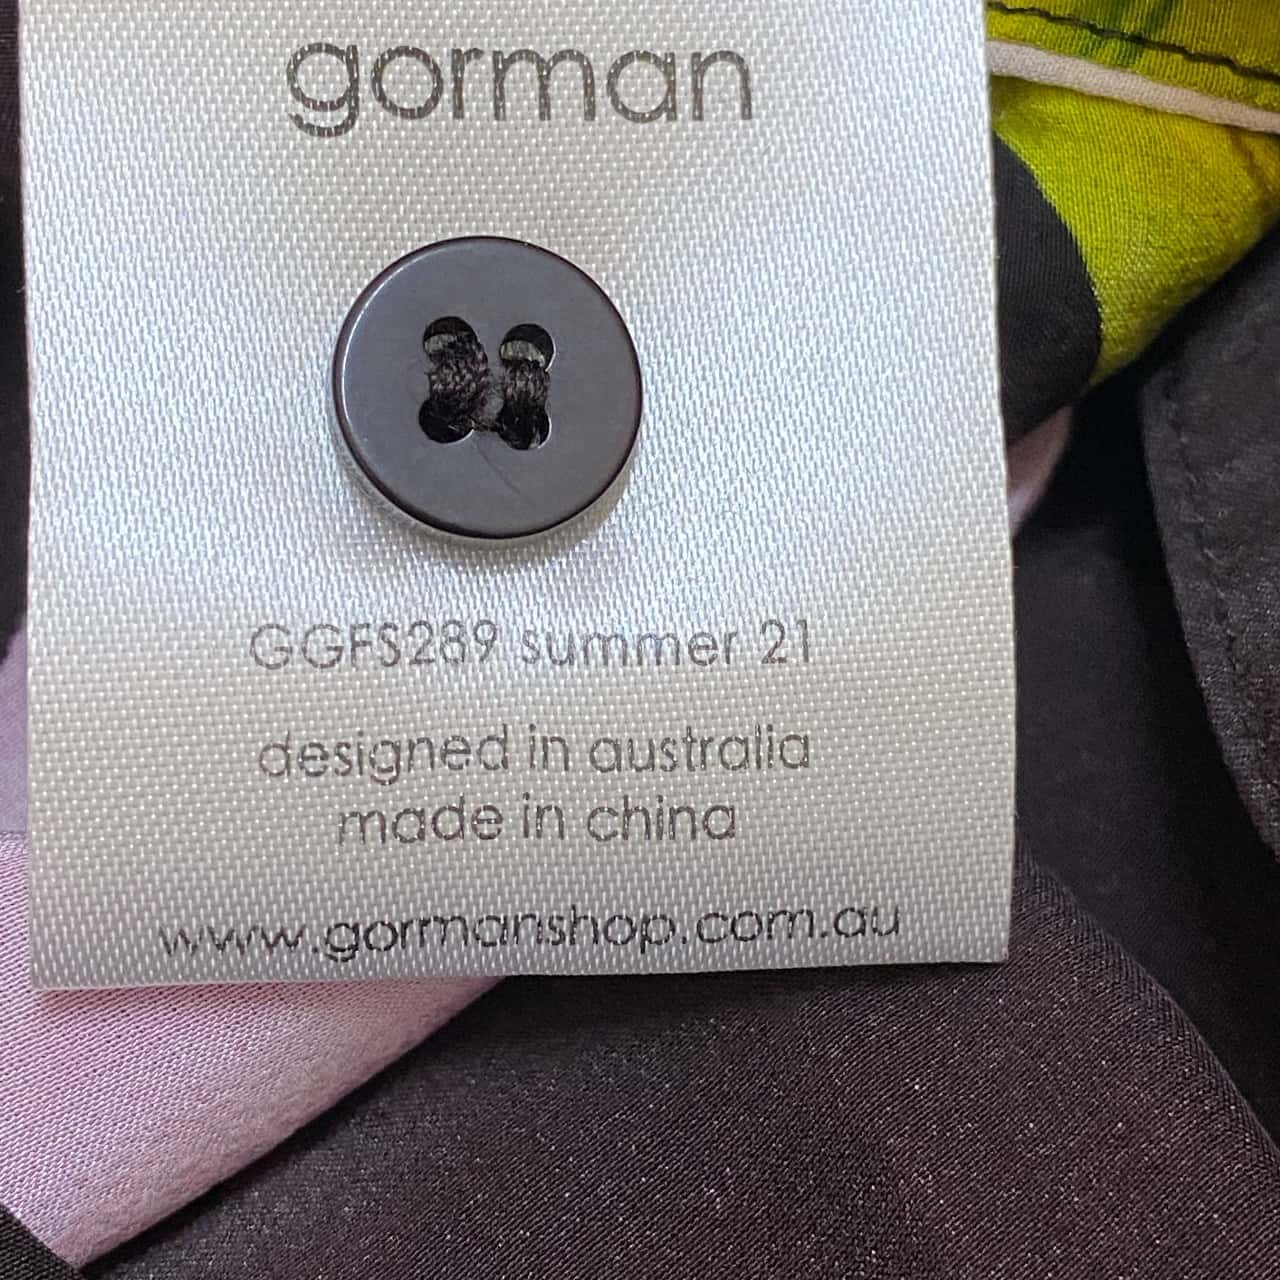 gorman
GGFS289 summer 21
designed in australia
made in china
www.gormanshop.com.au